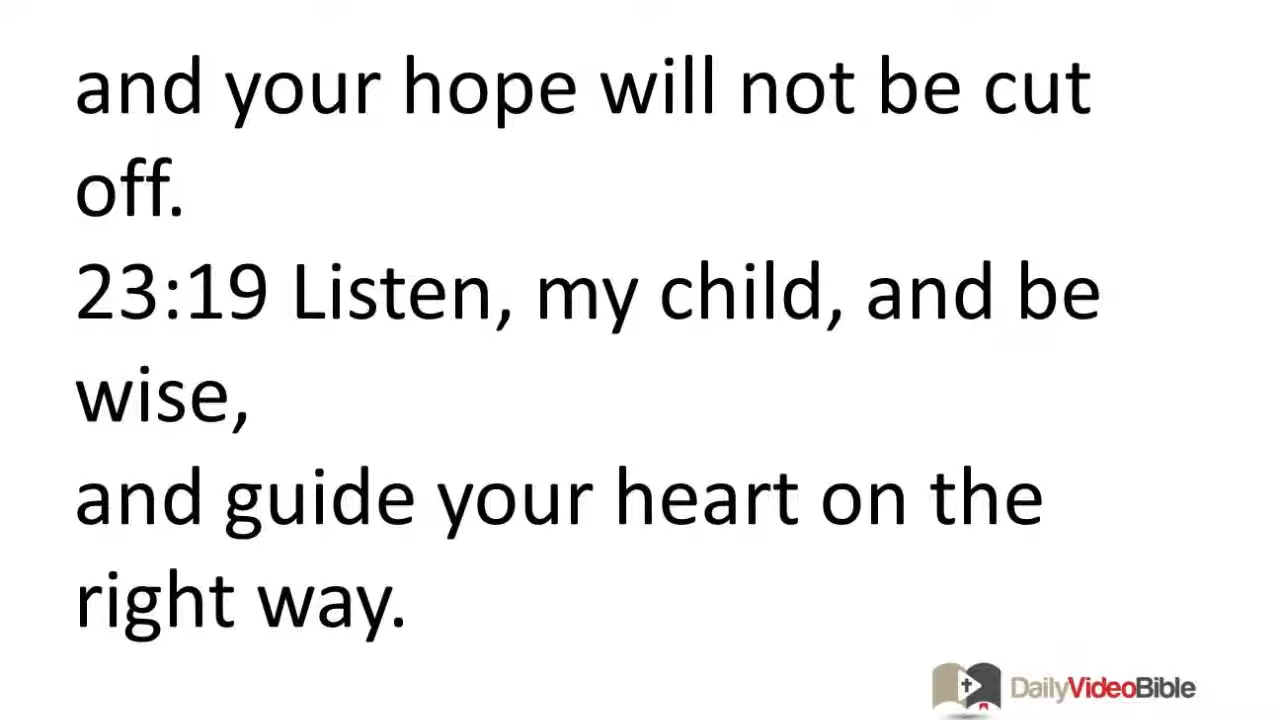 and your hope will not be cut
off.
23:19 Listen, my child, and be
wise,
and guide your heart on the
right way.
DailyVideoBible